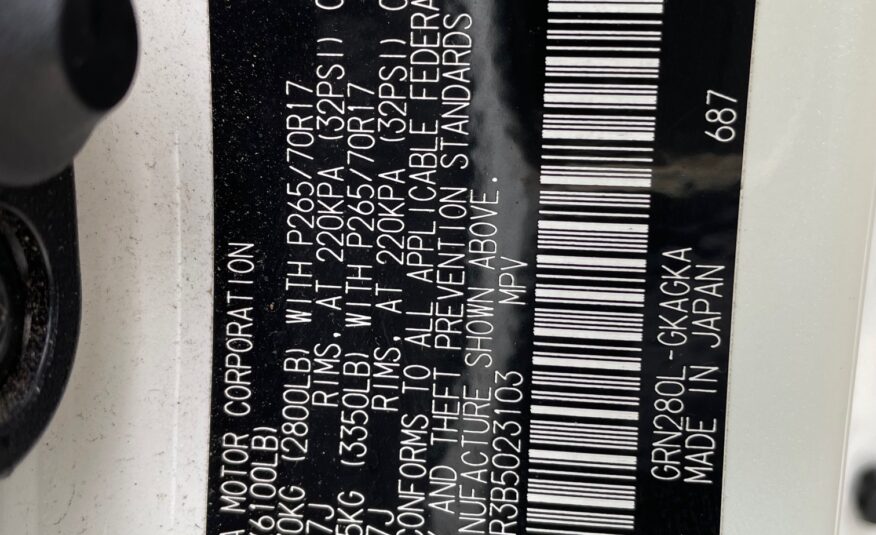 A MOTOR CORPORATION
(6100LB)
0KG (2800LB) WITH P265/70R17
7J RIMS, AT 220KPA (32PSI) C
5KG (3350LB) WITH P265/70R17
7J RIMS, AT 220KPA (32PSI) C
CONFORMS TO ALL APPLICABLE FEDERA
Y AND THEFT PREVENTION STANDARDS
NUFACTURE SHOWN ABOVE.
R3B5023103 MPV
GRN280L-GKAGKA 687
MADE IN JAPAN